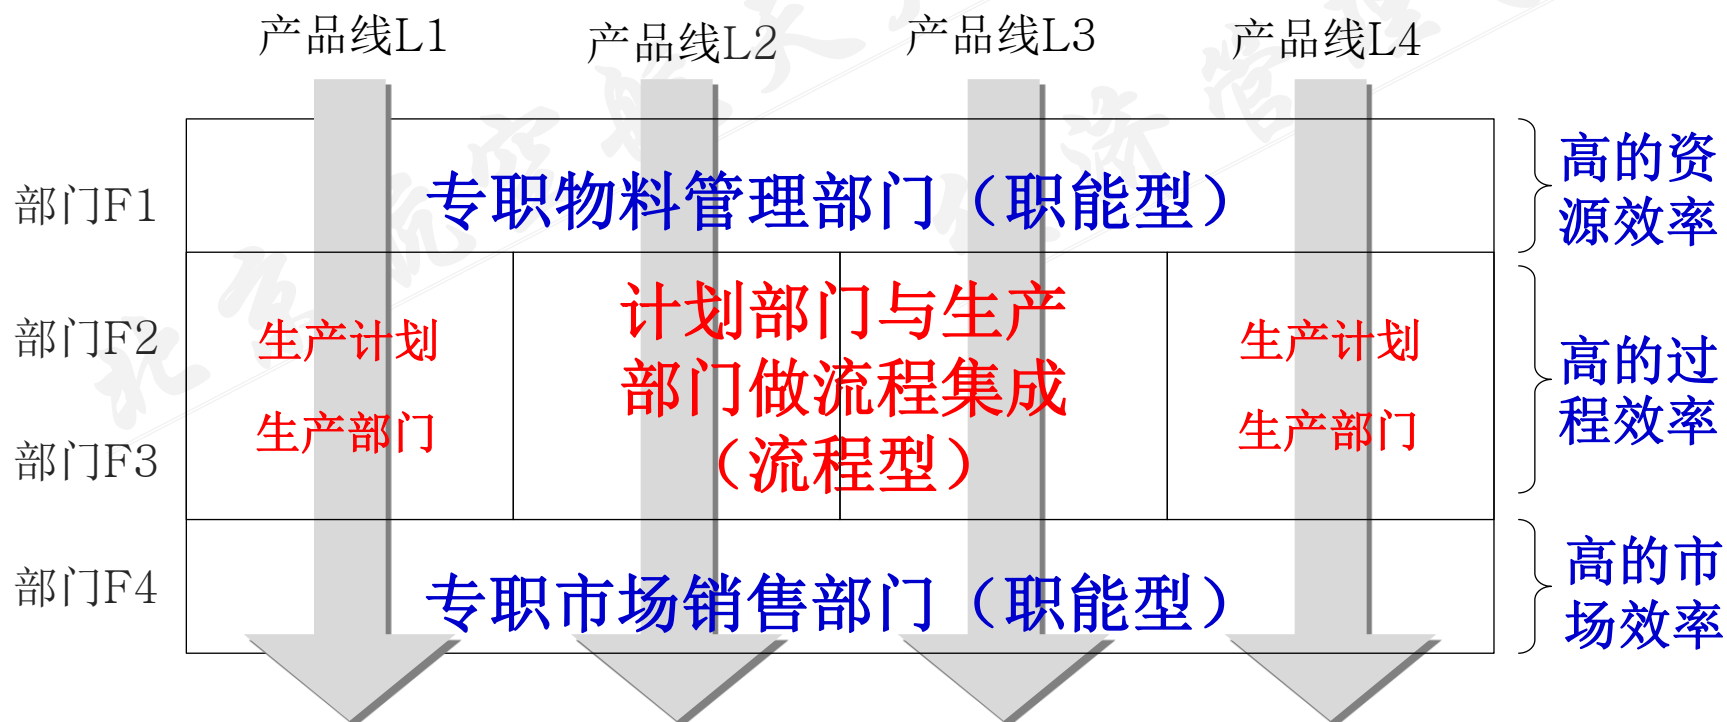 产品线L1
产品线L2
产品线L3
产品线L4
部门F1
专职物料管理部门（职能型）
高的资
源效率
部门F2
部门F3
生产计划
生产部门
计划部门与生产
部门做流程集成
（流程型）
生产计划
生产部门
高的过
程效率
部门F4
专职市场销售部门（职能型）
高的市
场效率